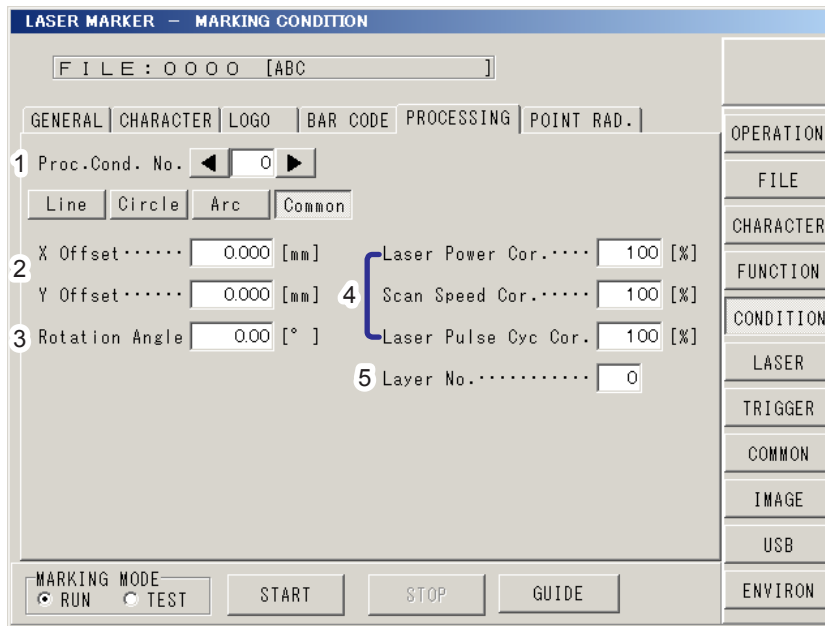 LASER MARKER － MARKING CONDITION
ＦＩＬＥ：００００ [ABC ]
GENERAL CHARACTER LOGO BAR CODE PROCESSING POINT RAD.
1 Proc.Cond. No. ◀ 0 ▶
Line Circle Arc Common
2
X Offset······ 0.000 [mm]
Y Offset······ 0.000 [mm]
3 Rotation Angle 0.00 [° ]
4
Laser Power Cor.···· 100 [%]
Scan Speed Cor.····· 100 [%]
Laser Pulse Cyc Cor. 100 [%]
5 Layer No.··········· 0
OPERATION
FILE
CHARACTER
FUNCTION
CONDITION
LASER
TRIGGER
COMMON
IMAGE
USB
ENVIRON
MARKING MODE
RUN TEST
START STOP GUIDE